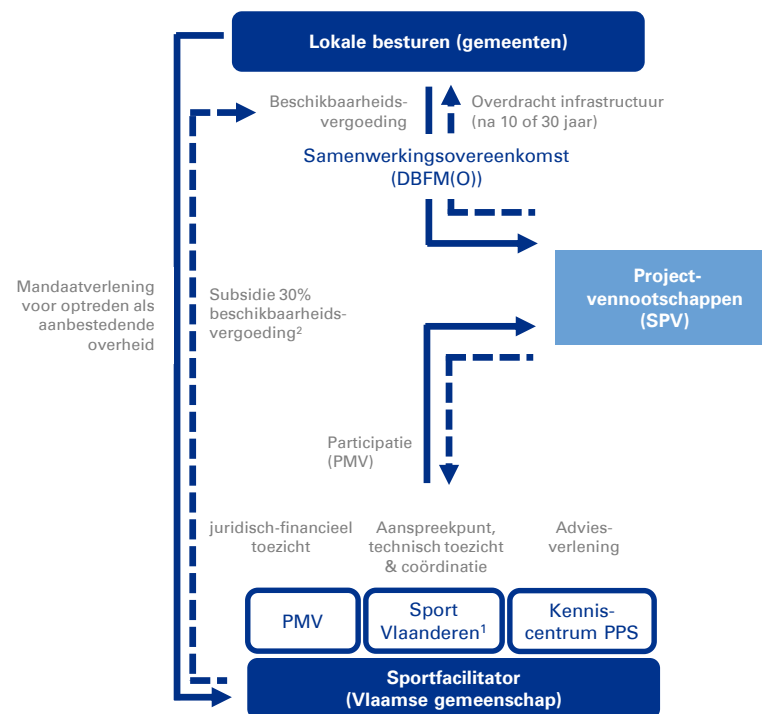 Lokale besturen (gemeenten)
Beschikbaarheids-
vergoeding
Overdracht infrastructuur
(na 10 of 30 jaar)
Samenwerkingsovereenkomst
(DBFM(O))
Mandaatverlening
voor optreden als
aanbestedende
overheid
Subsidie 30%
beschikbaarheids-
vergoeding²
Project-
vennootschappen
(SPV)
Participatie
(PMV)
juridisch-financieel
toezicht
Aanspreekpunt,
technisch toezicht
& coördinatie
Advies-
verlening
PMV
Sport
Vlaanderen¹
Kennis-
centrum PPS
Sportfacilitator
(Vlaamse gemeenschap)